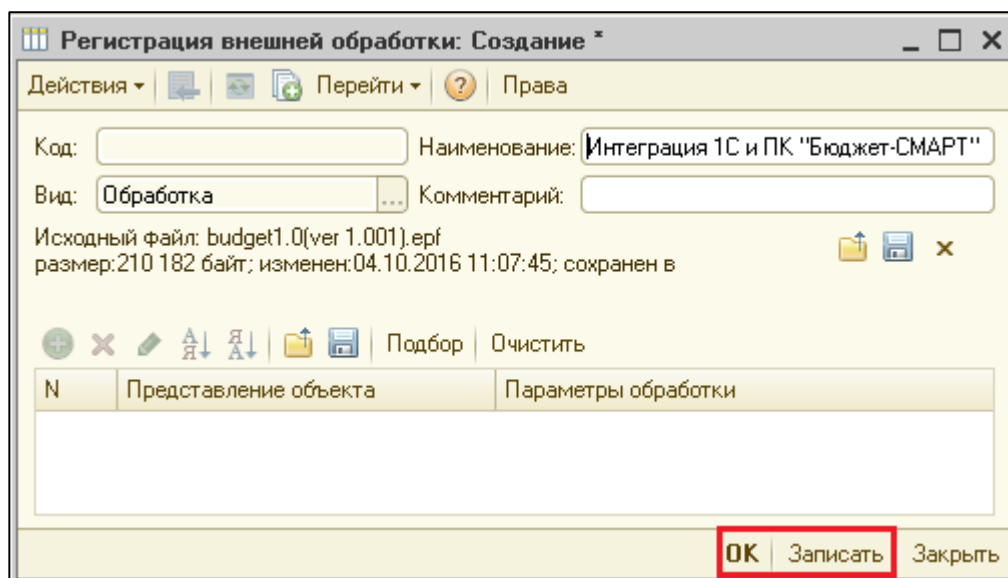 Регистрация внешней обработки: Создание *
Действия Перейти ? Права
Код: Наименование: Интеграция 1С и ПК "Бюджет-СМАРТ"
Вид: Обработка ... Комментарий:
Исходный файл: budget1.0(ver 1.001).epf
размер:210 182 байт; изменен:04.10.2016 11:07:45; сохранен в
Подбор Очистить
N Представление объекта Параметры обработки
OK Записать Закрыть